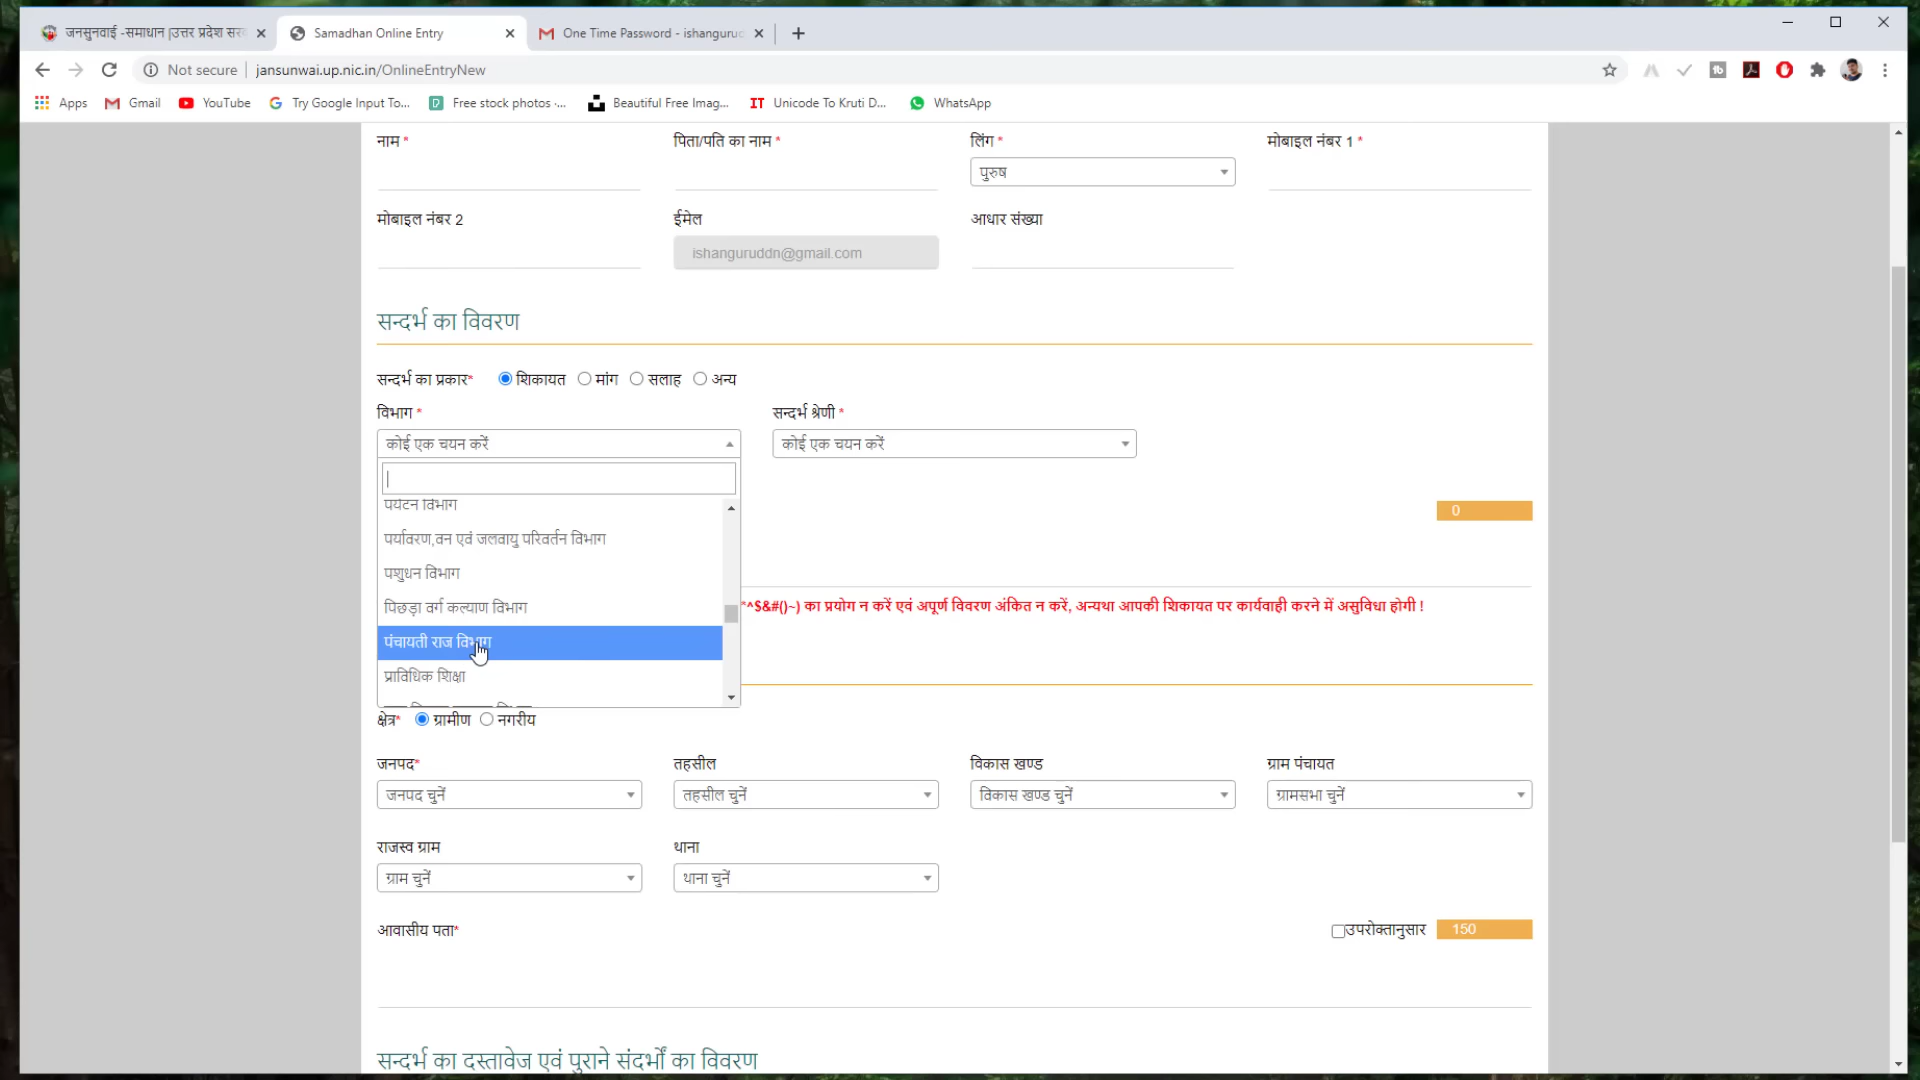 जनसुनवाई -समाधान |उत्तर प्रदेश सर
Samadhan Online Entry
One Time Password - ishanguru
Not secure
jansunwai.up.nic.in/OnlineEntryNew
Apps
Gmail
YouTube
Try Google Input To...
Free stock photos ·...
Beautiful Free Imag...
IT Unicode To Kruti D...
WhatsApp
नाम *
पिता/पति का नाम *
लिंग *
मोबाइल नंबर 1 *
पुरुष
मोबाइल नंबर 2
ईमेल
आधार संख्या
ishanguruddn@gmail.com
सन्दर्भ का विवरण
सन्दर्भ का प्रकार* शिकायत मांग सलाह अन्य
विभाग *
सन्दर्भ श्रेणी *
कोई एक चयन करें
कोई एक चयन करें
पर्यटन विभाग
0
पर्यावरण,वन एवं जलवायु परिवर्तन विभाग
पशुधन विभाग
पिछड़ा वर्ग कल्याण विभाग
*^$&#()~) का प्रयोग न करें एवं अपूर्ण विवरण अंकित न करें, अन्यथा आपकी शिकायत पर कार्यवाही करने में असुविधा होगी !
पंचायती राज विभाग
प्राविधिक शिक्षा
क्षेत्र* ग्रामीण नगरीय
जनपद*
तहसील
विकास खण्ड
ग्राम पंचायत
जनपद चुनें
तहसील चुनें
विकास खण्ड चुनें
ग्रामसभा चुनें
राजस्व ग्राम
थाना
ग्राम चुनें
थाना चुनें
आवासीय पता*
उपरोक्तानुसार
150
सन्दर्भ का दस्तावेज एवं पुराने संदर्भों का विवरण